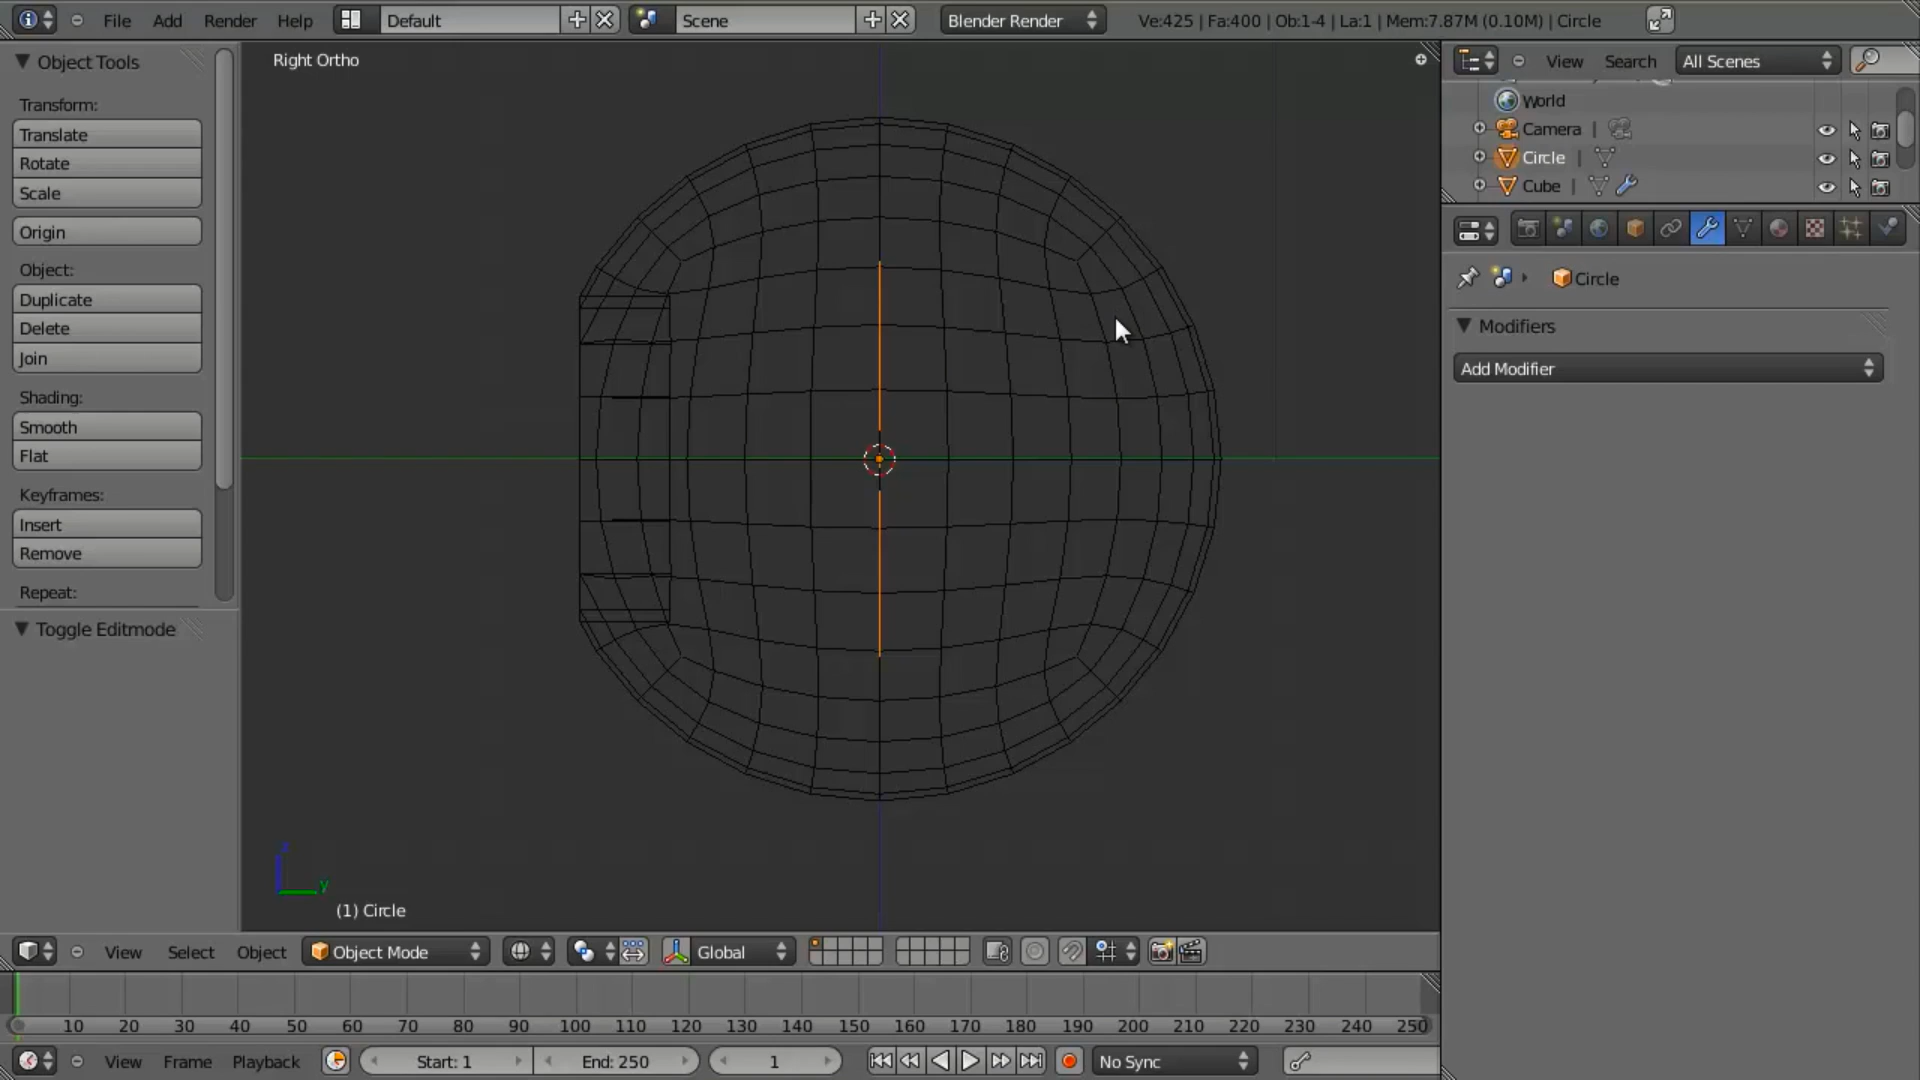 File Add Render Help Default Scene Blender Render Ve:425 | Fa:400 | Ob:1-4 | La:1 | Mem:7.87M (0.10M) | Circle
Object Tools
Transform:
Translate
Rotate
Scale
Origin
Object:
Duplicate
Delete
Join
Shading:
Smooth
Flat
Keyframes:
Insert
Remove
Repeat:
Toggle Editmode
Right Ortho
z
y
(1) Circle
View Search All Scenes
World
Camera |
Circle |
Cube |
Circle
Modifiers
Add Modifier
View Select Object Object Mode Global
10 20 30 40 50 60 70 80 90 100 110 120 130 140 150 160 170 180 190 200 210 220 230 240 250
View Frame Playback Start: 1 End: 250 1 No Sync